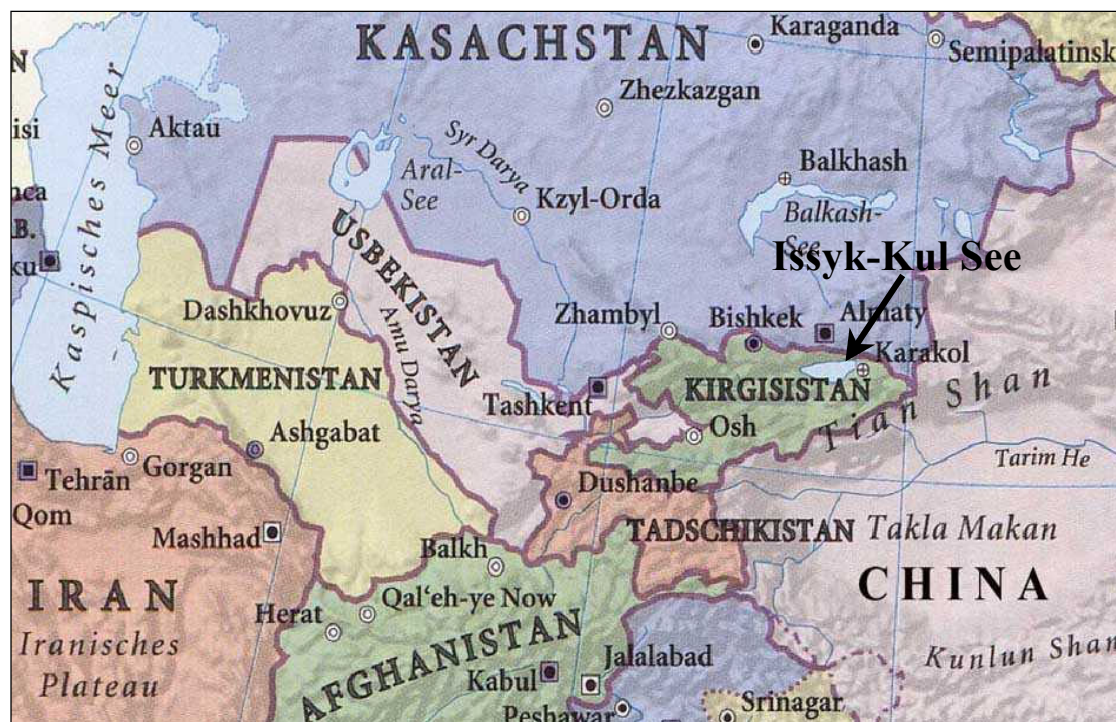 KASACHSTAN
Karaganda
Semipalatinsk
N
isi
Aktau
Zhezkazgan
Kaspisches Meer
Aral-
See
Syr Darya
Kzyl-Orda
Balkhash
Balkash-
See
nca
B.
ku
Issyk-Kul See
USBEKISTAN
Dashkhovuz
Amu Darya
Zhambyl
Bishkek
Almaty
Karakol
TURKMENISTAN
Tashkent
KIRGISISTAN
Tian Shan
Ashgabat
Osh
Tehrān
Gorgan
Tarim He
Qom
Dushanbe
Mashhad
TADSCHIKISTAN
Takla Makan
Balkh
IRAN
CHINA
Herat
Qal‘eh-ye Now
Iranisches
Plateau
AFGHANISTAN
Kabul
Jalalabad
Kunlun Shan
Peshawar
Srinagar